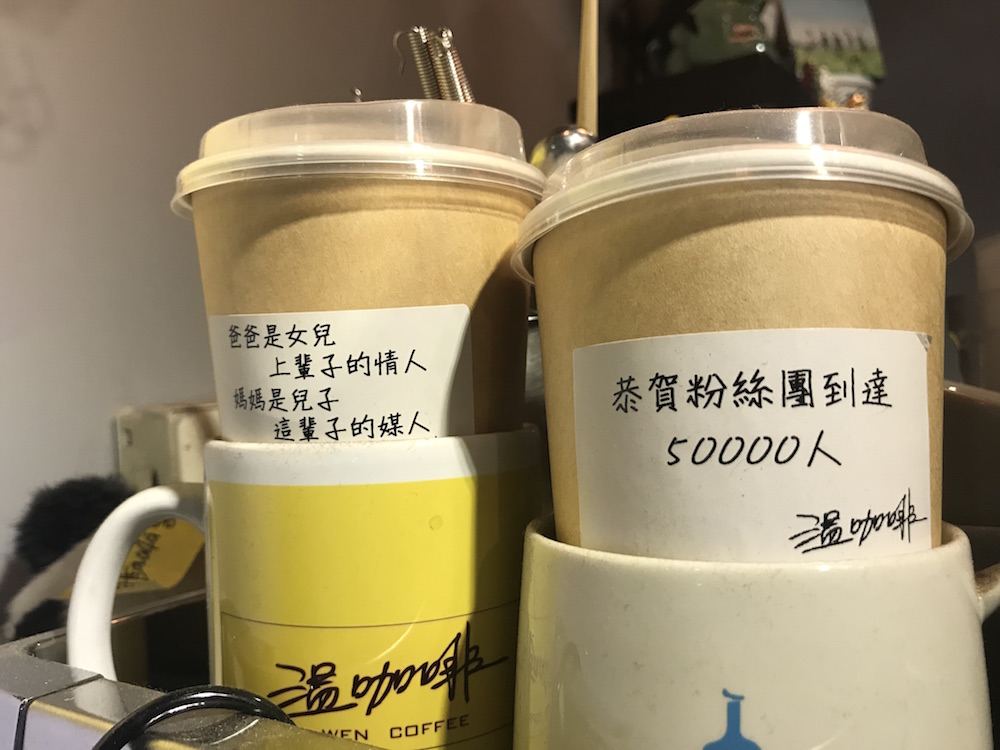 爸爸是女兒
上輩子的情人
媽媽是兒子
這輩子的媒人
恭賀粉絲團到達
50000人
溫咖啡
溫咖啡
WEN COFFEE